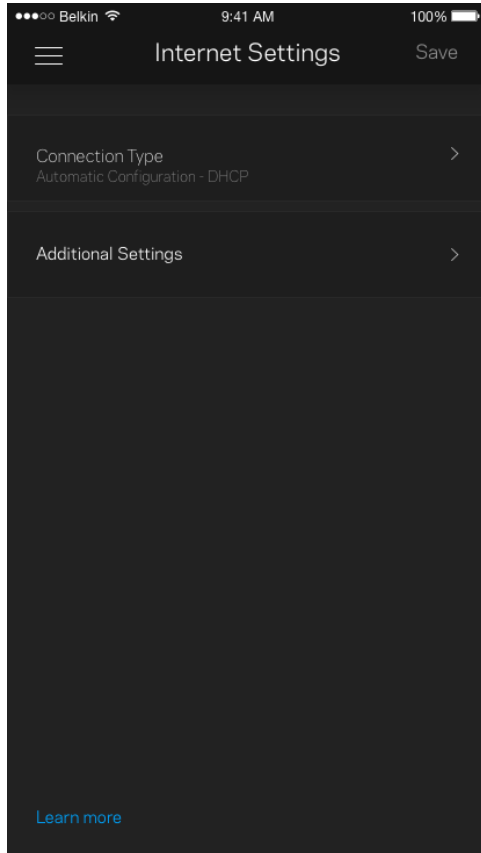 Belkin 9:41 AM 100%
Internet Settings Save
Connection Type
Automatic Configuration - DHCP
Additional Settings
Learn more